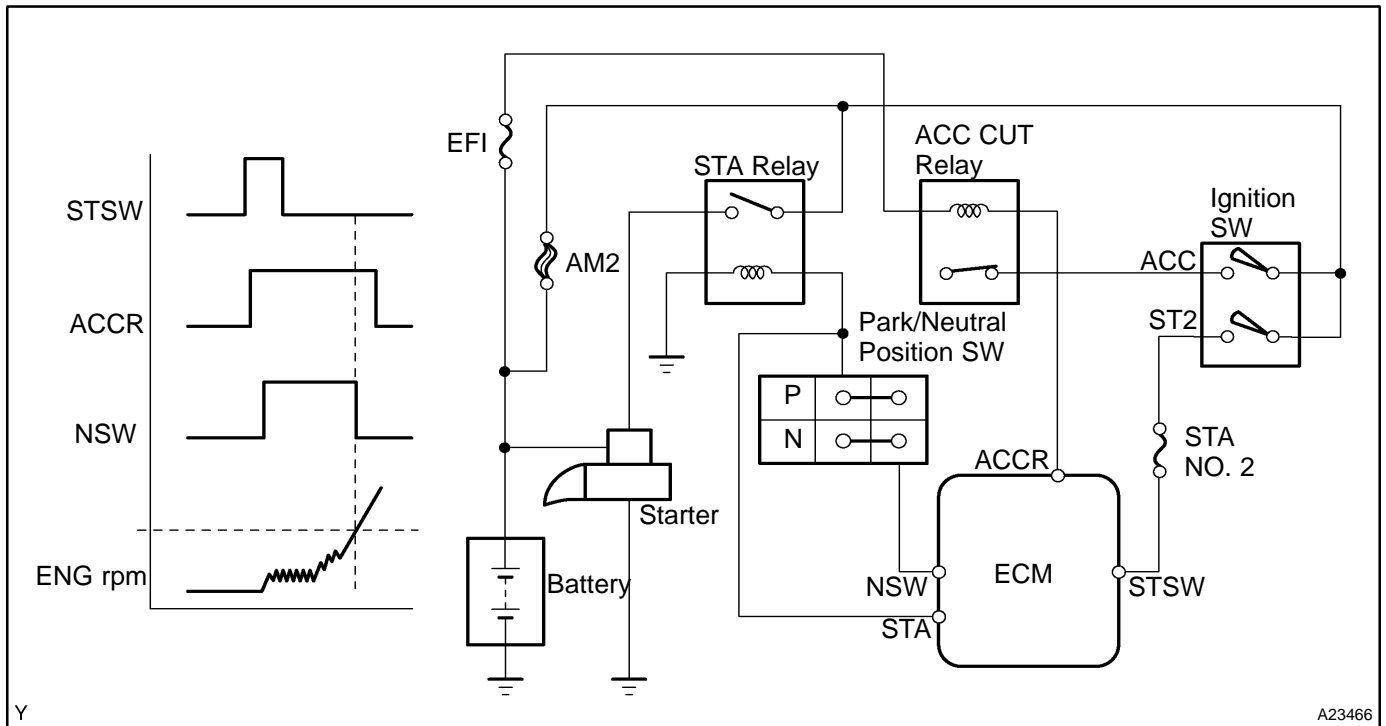 STSW
ACCR
NSW
ENG rpm
EFI
AM2
STA Relay
ACC CUT
Relay
Ignition
SW
ACC
ST2
Park/Neutral
Position SW
P
N
STA
NO. 2
ACCR
Starter
Battery
NSW
ECM
STSW
STA
Y
A23466